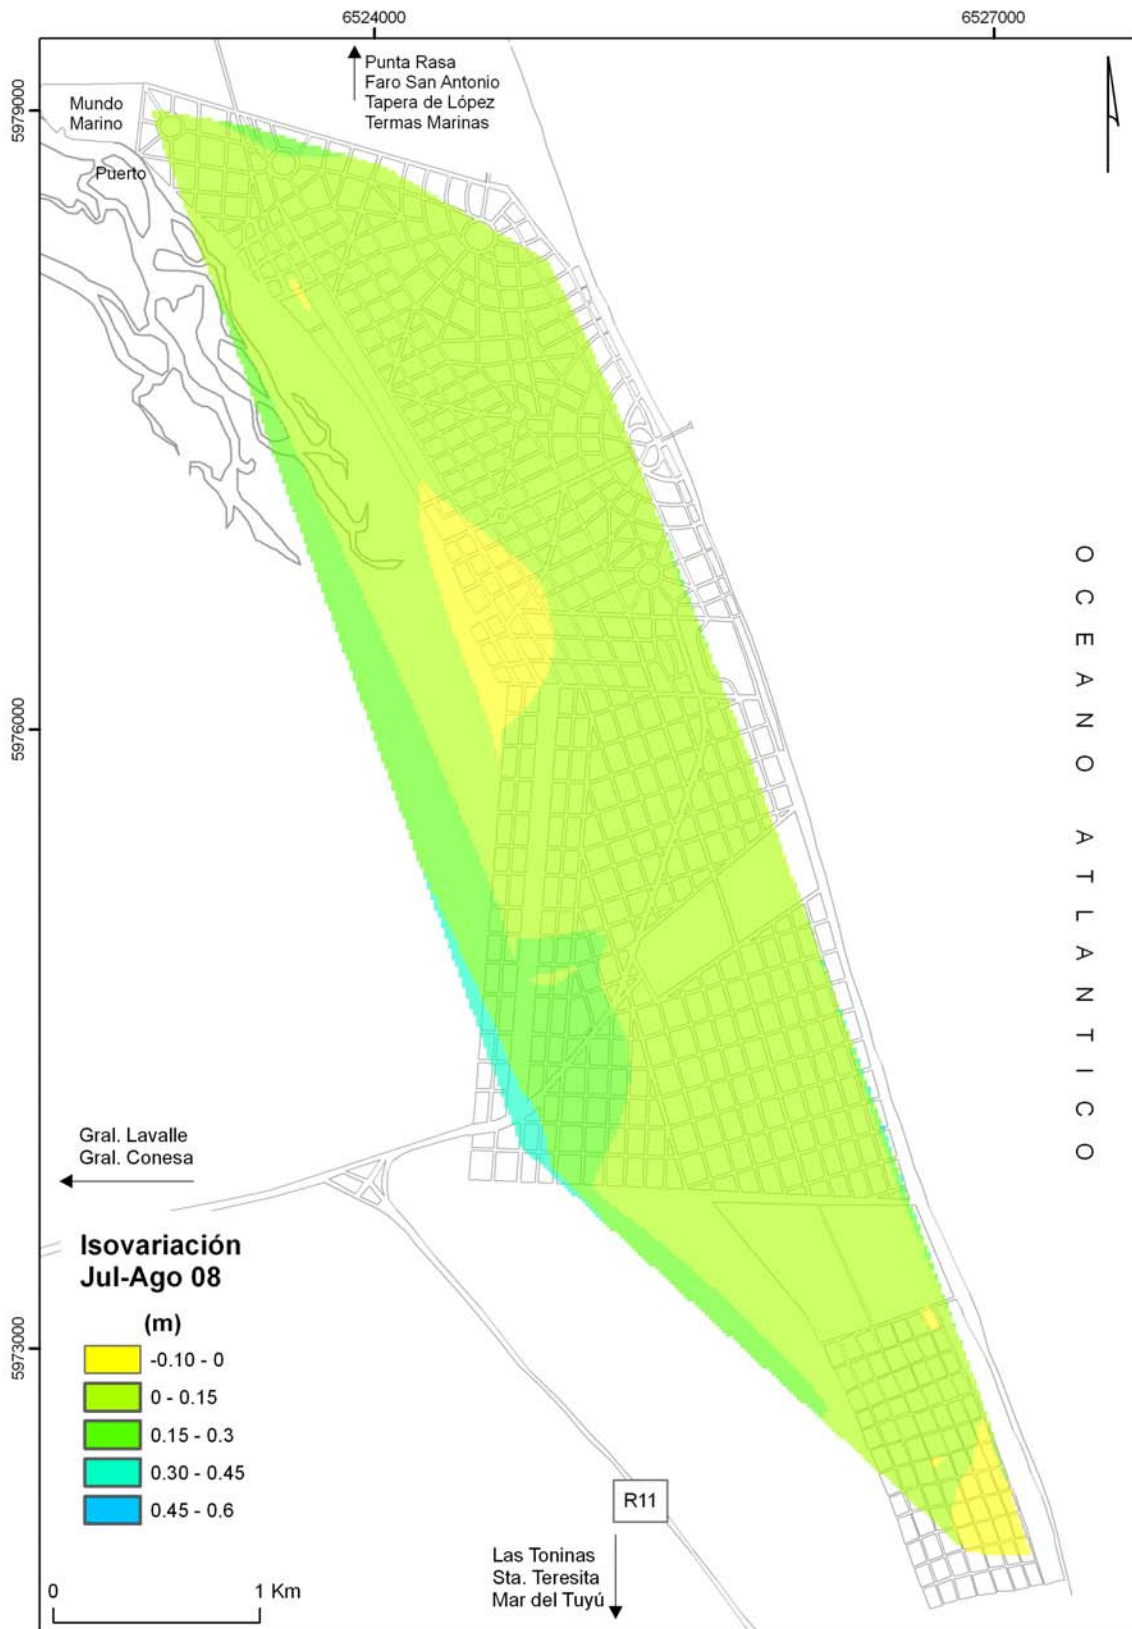 6524000
6527000
Punta Rasa
Faro San Antonio
Tapera de López
Termas Marinas
5979000
Mundo
Marino
Puerto
5976000
OCEANO ATLANTICO
Gral. Lavalle
Gral. Conesa
Isovariación
Jul-Ago 08
(m)
-0.10 - 0
0 - 0.15
0.15 - 0.3
0.30 - 0.45
0.45 - 0.6
5973000
R11
Las Toninas
Sta. Teresita
Mar del Tuyú
0 1 Km